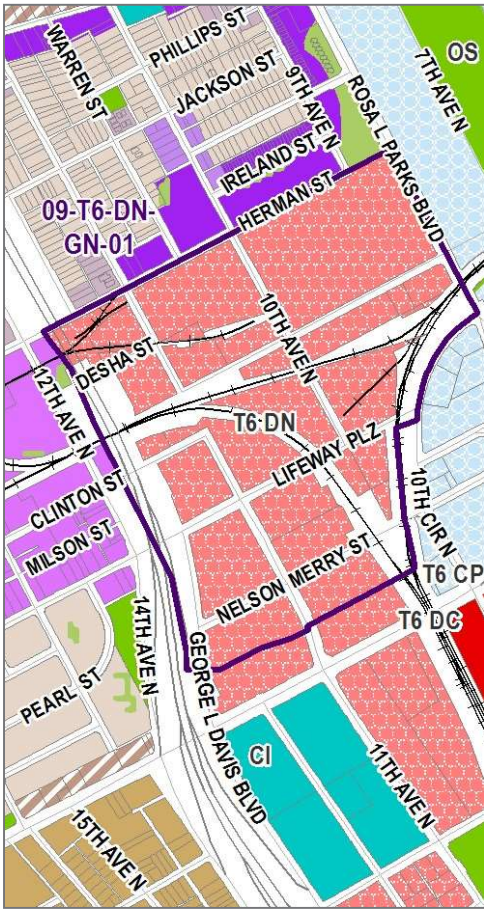 WARREN ST
PHILLIPS ST
JACKSON ST
9TH AVE N
ROSA L PARKS BLVD
7TH AVE N
OS
IRELAND ST
HERMAN ST
09-T6-DN-
GN-01
DESHA ST
10TH AVE N
12TH AVE N
T6 DN
LIFEWAY PLZ
CLINTON ST
MILSON ST
10TH CIR N
NELSON MERRY ST
T6 CP
T6 DC
14TH AVE N
PEARL ST
GEORGE L DAVIS BLVD
CI
11TH AVE N
15TH AVE N